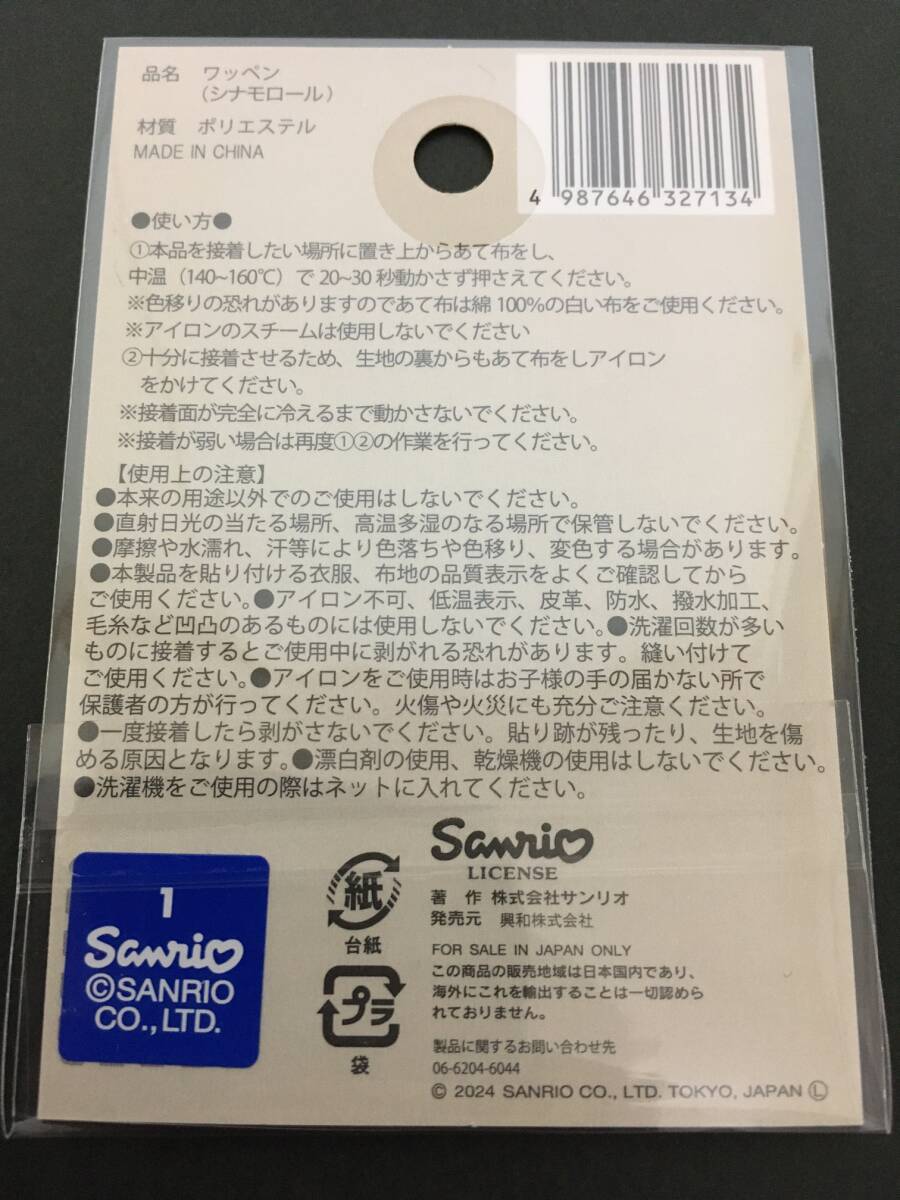 品名 ワッペン
(シナモロール)
材質 ポリエステル
MADE IN CHINA
4 987646 327134
●使い方●
①本品を接着したい場所に置き上からあて布をし、
中温（140~160℃）で20~30秒動かさず押さえてください。
※色移りの恐れがありますのであて布は綿100%の白い布をご使用ください。
※アイロンのスチームは使用しないでください
②十分に接着させるため、生地の裏からもあて布をしアイロン
をかけてください。
※接着面が完全に冷えるまで動かさないでください。
※接着が弱い場合は再度①②の作業を行ってください。
【使用上の注意】
●本来の用途以外でのご使用はしないでください。
●直射日光の当たる場所、高温多湿のなる場所で保管しないでください。
●摩擦や水濡れ、汗等により色落ちや色移り、変色する場合があります。
●本製品を貼り付ける衣服、布地の品質表示をよくご確認してから
ご使用ください。●アイロン不可、低温表示、皮革、防水、撥水加工、
毛糸など凹凸のあるものには使用しないでください。●洗濯回数が多い
ものに接着するとご使用中に剥がれる恐れがあります。縫い付けて
ご使用ください。●アイロンをご使用時はお子様の手の届かない所で
保護者の方が行ってください。火傷や火災にも充分ご注意ください。
●一度接着したら剥がさないでください。貼り跡が残ったり、生地を傷
める原因となります。●漂白剤の使用、乾燥機の使用はしないでください。
●洗濯機をご使用の際はネットに入れてください。
1
Sanrio
©SANRIO
CO.,LTD.
紙
台紙
プラ
袋
Sanrio
LICENSE
著 作 株式会社サンリオ
発売元 興和株式会社
FOR SALE IN JAPAN ONLY
この商品の販売地域は日本国内であり、
海外にこれを輸出することは一切認めら
れておりません。
製品に関するお問い合わせ先
06-6204-6044
© 2024 SANRIO CO., LTD. TOKYO, JAPAN Ⓛ